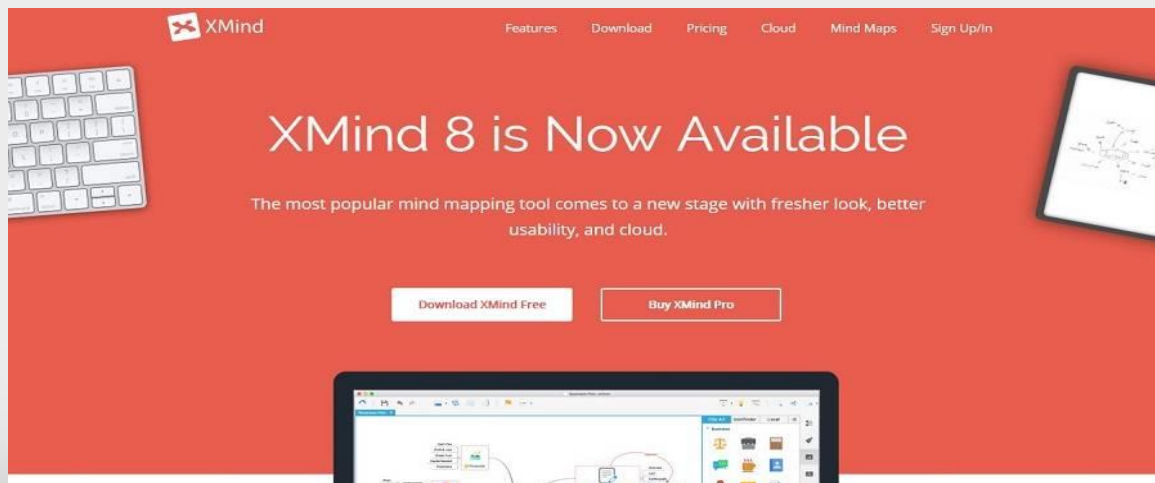 XMind
Features Download Pricing Cloud Mind Maps Sign Up/In
XMind 8 is Now Available
The most popular mind mapping tool comes to a new stage with fresher look, better
usability, and cloud.
Download XMind Free Buy XMind Pro